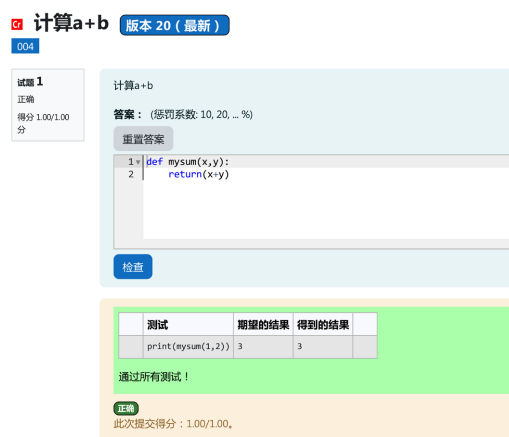 Cr 计算a+b 版本 20（最新）
004
试题 1
正确
得分 1.00/1.00
分
计算a+b
答案： (惩罚系数: 10, 20, ... %)
重置答案
1 def mysum(x,y):
2     return(x+y)
检查
测试 期望的结果 得到的结果
print(mysum(1,2)) 3 3
通过所有测试！
正确
此次提交得分：1.00/1.00。